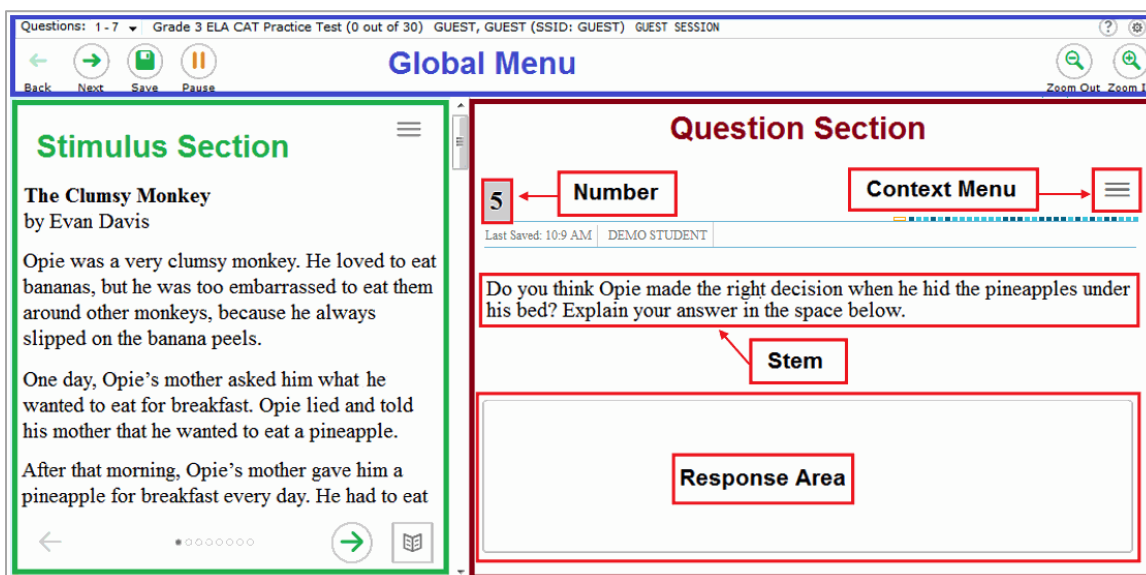 Questions: 1 - 7 Grade 3 ELA CAT Practice Test (0 out of 30) GUEST, GUEST (SSID: GUEST) GUEST SESSION
Back Next Save Pause
Global Menu
Zoom Out Zoom I
Stimulus Section
The Clumsy Monkey
by Evan Davis
Opie was a very clumsy monkey. He loved to eat
bananas, but he was too embarrassed to eat them
around other monkeys, because he always
slipped on the banana peels.
One day, Opie’s mother asked him what he
wanted to eat for breakfast. Opie lied and told
his mother that he wanted to eat a pineapple.
After that morning, Opie’s mother gave him a
pineapple for breakfast every day. He had to eat
Question Section
5
Number
Context Menu
Last Saved: 10:9 AM DEMO STUDENT
Do you think Opie made the right decision when he hid the pineapples under
his bed? Explain your answer in the space below.
Stem
Response Area